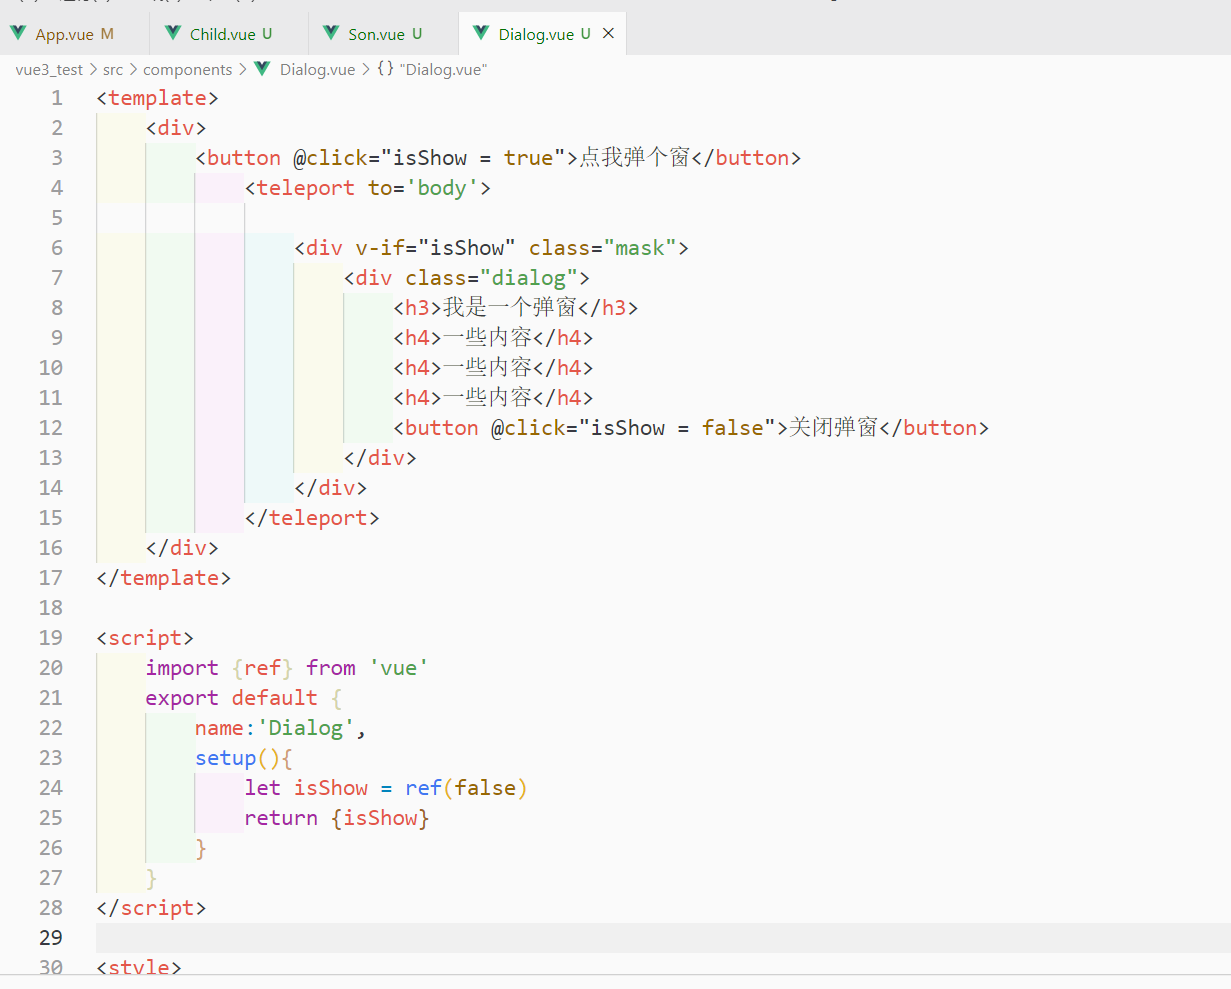 App.vue M Child.vue U Son.vue U Dialog.vue U ×
vue3_test > src > components > Dialog.vue > {} "Dialog.vue"
1 <template>
2 <div>
3 <button @click="isShow = true">点我弹个窗</button>
4 <teleport to='body'>
5
6 <div v-if="isShow" class="mask">
7 <div class="dialog">
8 <h3>我是一个弹窗</h3>
9 <h4>一些内容</h4>
10 <h4>一些内容</h4>
11 <h4>一些内容</h4>
12 <button @click="isShow = false">关闭弹窗</button>
13 </div>
14 </div>
15 </teleport>
16 </div>
17 </template>
18
19 <script>
20 import {ref} from 'vue'
21 export default {
22 name:'Dialog',
23 setup(){
24 let isShow = ref(false)
25 return {isShow}
26 }
27 }
28 </script>
29
30 <style>